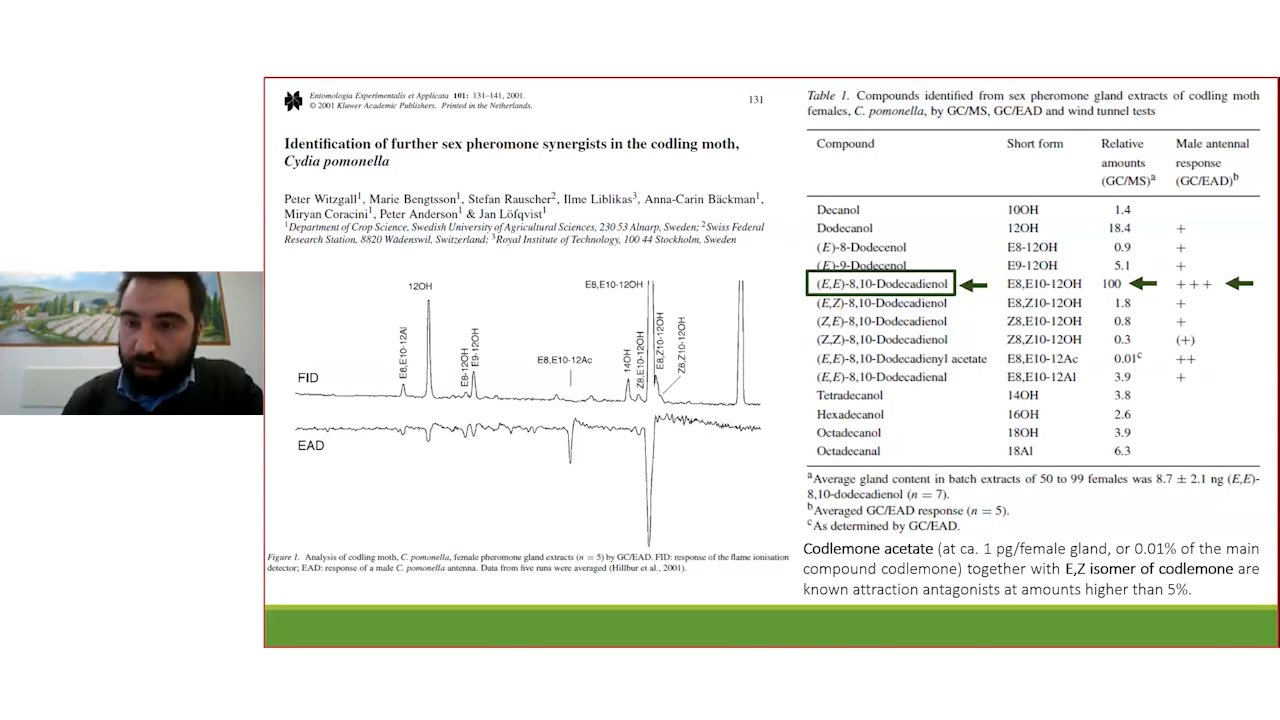 Entomologia Experimentalis et Applicata 101: 131–141, 2001.
© 2001 Kluwer Academic Publishers. Printed in the Netherlands.
131
Identification of further sex pheromone synergists in the codling moth,
Cydia pomonella
Peter Witzgall1, Marie Bengtsson1, Stefan Rauscher2, Ilme Liblikas3, Anna-Carin Bäckman1,
Miryan Coracini1, Peter Anderson1 & Jan Löfqvist1
1Department of Crop Science, Swedish University of Agricultural Sciences, 230 53 Alnarp, Sweden; 2Swiss Federal
Research Station, 8820 Wädenswil, Switzerland; 3Royal Institute of Technology, 100 44 Stockholm, Sweden
E8,E10-12Al
12OH
E8-12OH
E9-12OH
E8,E10-12Ac
E8,E10-12OH
14OH
Z8,E10-12OH
E8,Z10-12OH
Z8,Z10-12OH
FID
EAD
Figure 1. Analysis of codling moth, C. pomonella, female pheromone gland extracts (n = 5) by GC/EAD. FID: response of the flame ionisation
detector; EAD: response of a male C. pomonella antenna. Data from five runs were averaged (Hillbur et al., 2001).
Table 1. Compounds identified from sex pheromone gland extracts of codling moth
females, C. pomonella, by GC/MS, GC/EAD and wind tunnel tests
Compound Short form Relative Male antennal
amounts response
(GC/MS)a (GC/EAD)b
Decanol 10OH 1.4
Dodecanol 12OH 18.4 +
(E)-8-Dodecenol E8-12OH 0.9 +
(E)-9-Dodecenol E9-12OH 5.1 +
(E,E)-8,10-Dodecadienol E8,E10-12OH 100 +++
(E,Z)-8,10-Dodecadienol E8,Z10-12OH 1.8 +
(Z,E)-8,10-Dodecadienol Z8,E10-12OH 0.8 +
(Z,Z)-8,10-Dodecadienol Z8,Z10-12OH 0.3 (+)
(E,E)-8,10-Dodecadienyl acetate E8,E10-12Ac 0.01c ++
(E,E)-8,10-Dodecadienal E8,E10-12Al 3.9 +
Tetradecanol 14OH 3.8
Hexadecanol 16OH 2.6
Octadecanol 18OH 3.9
Octadecanal 18Al 6.3
aAverage gland content in batch extracts of 50 to 99 females was 8.7 ± 2.1 ng (E,E)-
8,10-dodecadienol (n = 7).
bAveraged GC/EAD response (n = 5).
cAs determined by GC/EAD.
Codlemone acetate (at ca. 1 pg/female gland, or 0.01% of the main
compound codlemone) together with E,Z isomer of codlemone are
known attraction antagonists at amounts higher than 5%.